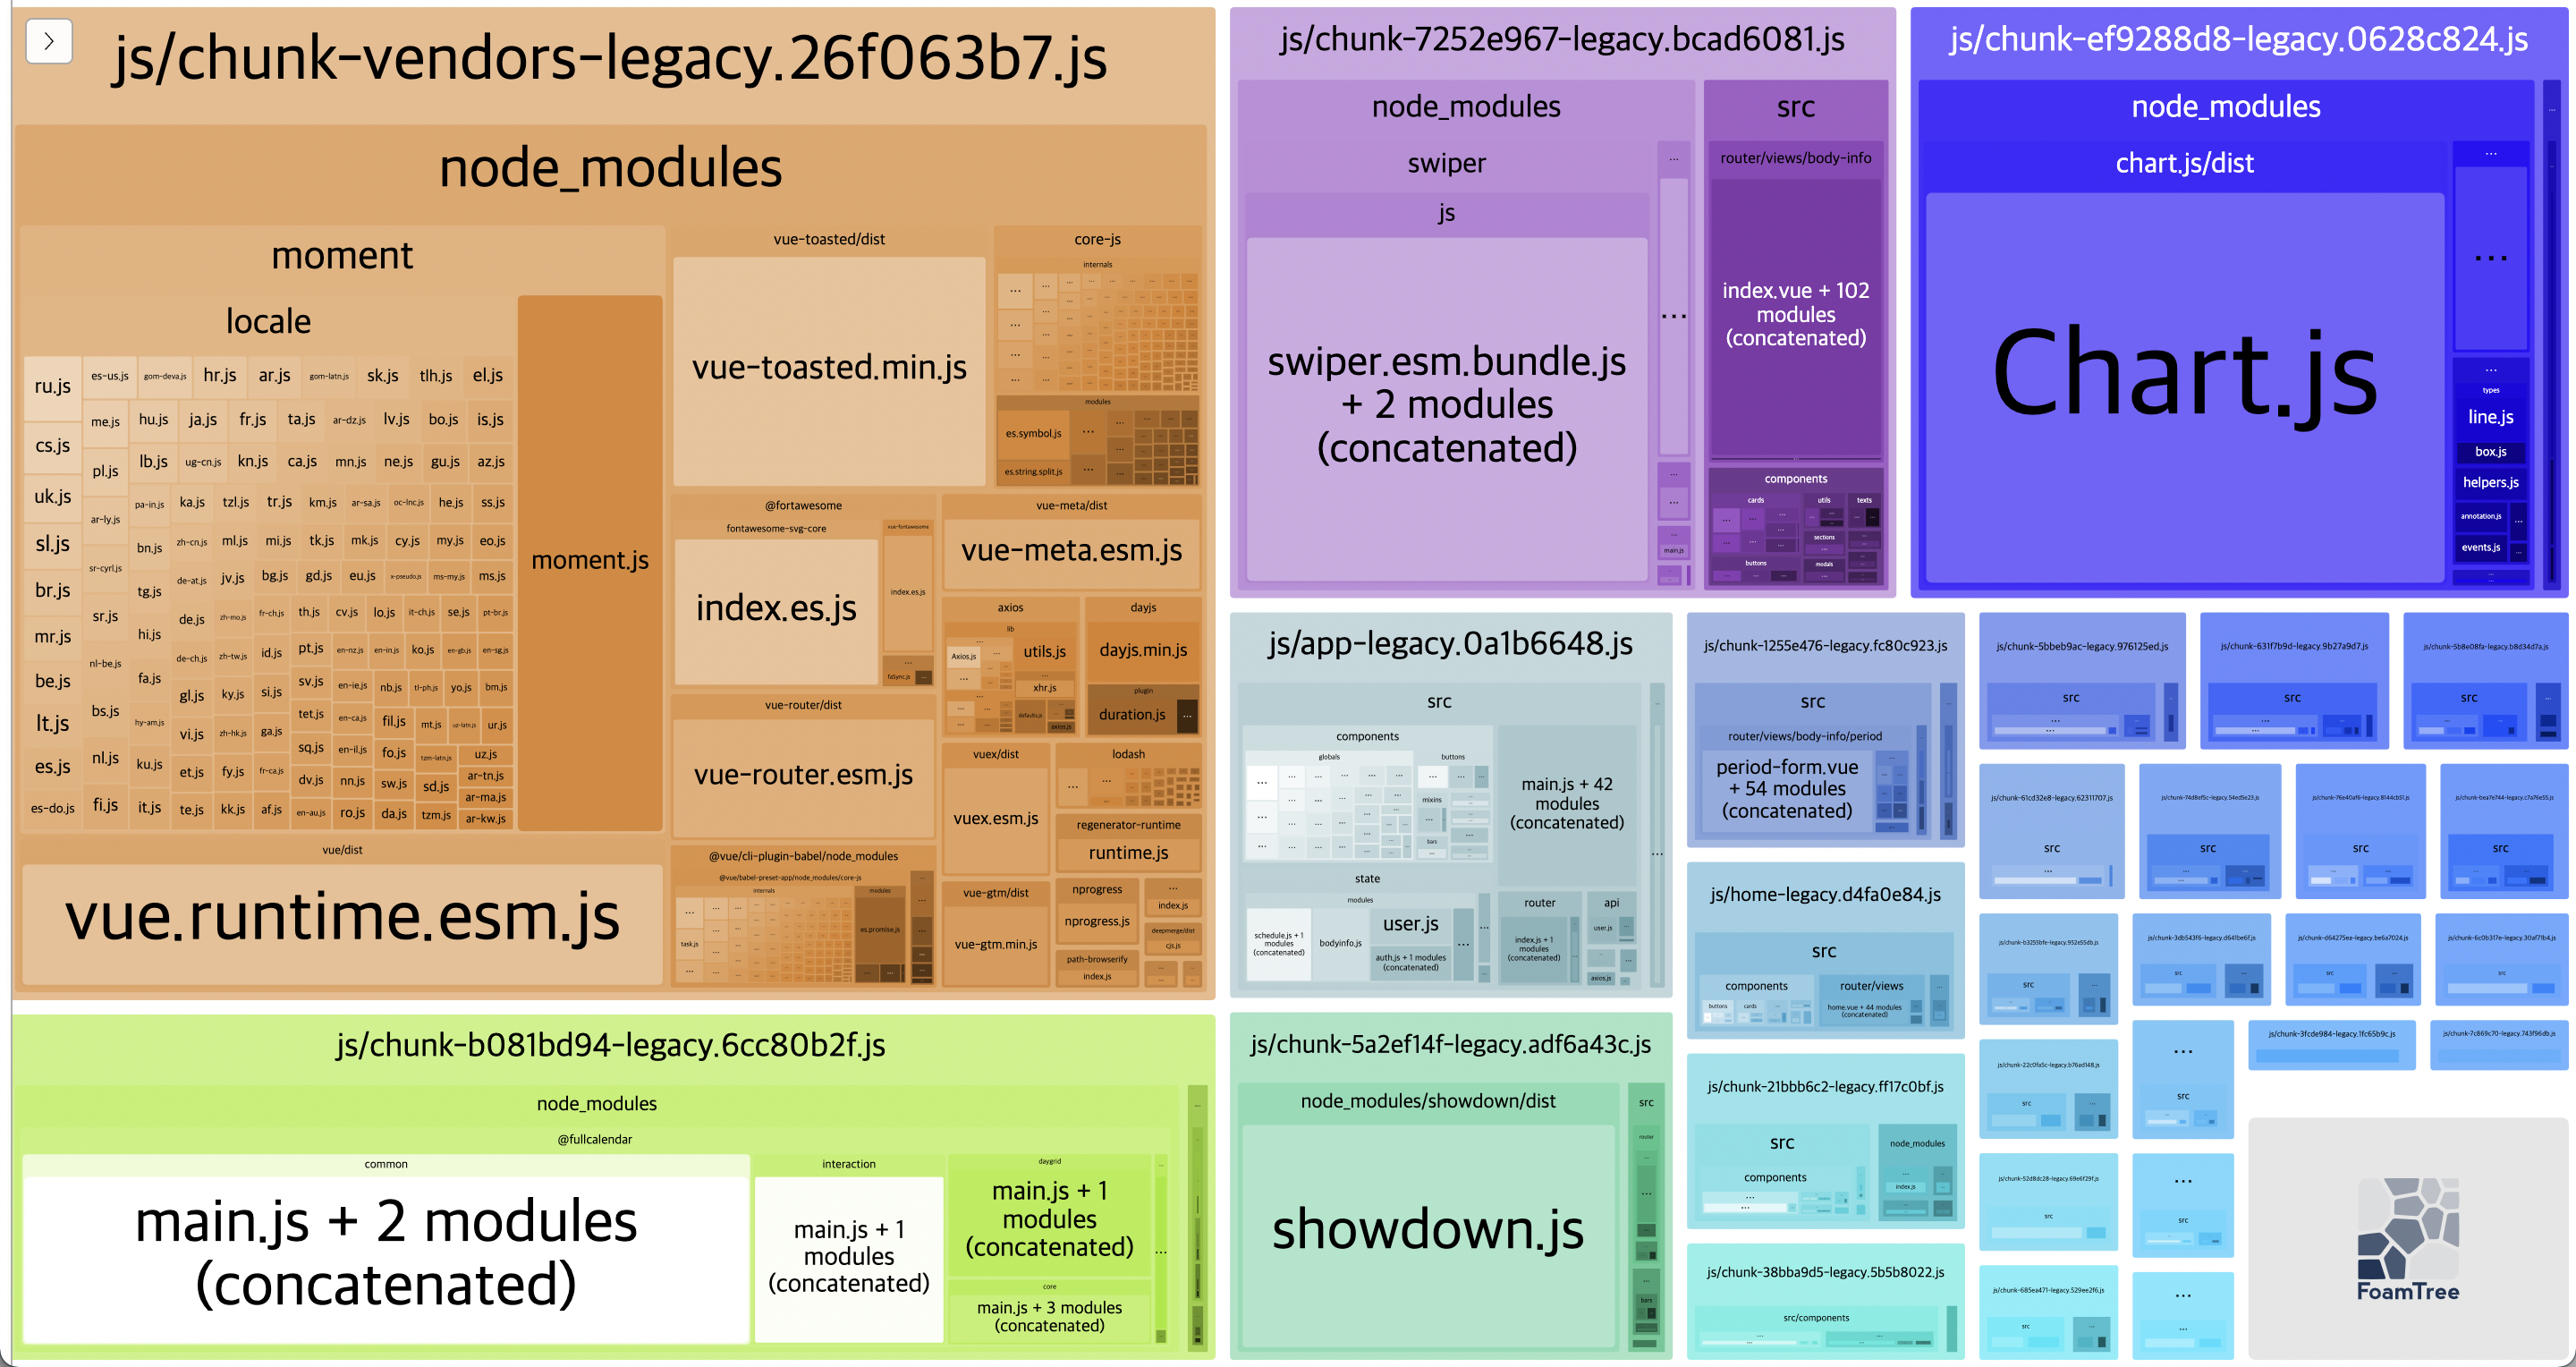 js/chunk-vendors-legacy.26f063b7.js
node_modules
moment
locale
ru.js
es-us.js
gom-deva.js
hr.js
ar.js
gom-latn.js
sk.js
tlh.js
el.js
cs.js
me.js
hu.js
ja.js
fr.js
ta.js
ar-dz.js
lv.js
bo.js
is.js
uk.js
pl.js
lb.js
ug-cn.js
kn.js
ca.js
mn.js
ne.js
gu.js
az.js
sl.js
ar-ly.js
pa-in.js
ka.js
tzl.js
tr.js
km.js
ar-sa.js
oc-lnc.js
he.js
ss.js
br.js
sr-cyrl.js
bn.js
zh-cn.js
ml.js
mi.js
tk.js
mk.js
cy.js
my.js
eo.js
mr.js
sr.js
tg.js
de-at.js
jv.js
bg.js
gd.js
eu.js
x-pseudo.js
ms-my.js
ms.js
be.js
nl-be.js
hi.js
de.js
zh-mo.js
fr-ch.js
th.js
cv.js
lo.js
it-ch.js
se.js
pt-br.js
lt.js
bs.js
fa.js
de-ch.js
zh-tw.js
id.js
pt.js
en-nz.js
en-in.js
ko.js
en-gb.js
en-sg.js
es.js
nl.js
hy-am.js
gl.js
ky.js
si.js
sv.js
en-ie.js
nb.js
tl-ph.js
yo.js
bm.js
es-do.js
fi.js
ku.js
vi.js
zh-hk.js
ga.js
tet.js
en-ca.js
fil.js
mt.js
uz-latn.js
ur.js
it.js
et.js
fy.js
fr-ca.js
sq.js
en-il.js
fo.js
tzm-latn.js
uz.js
te.js
kk.js
af.js
dv.js
nn.js
sw.js
sd.js
ar-tn.js
en-au.js
ro.js
da.js
tzm.js
ar-ma.js
ar-kw.js
moment.js
vue/dist
vue.runtime.esm.js
vue-toasted/dist
vue-toasted.min.js
core-js
internals
modules
es.symbol.js
es.string.split.js
@fortawesome
fontawesome-svg-core
index.es.js
vue-fontawesome
index.es.js
faSync.js
vue-meta/dist
vue-meta.esm.js
axios
lib
Axios.js
utils.js
xhr.js
defaults.js
axios.js
dayjs
dayjs.min.js
plugin
duration.js
vue-router/dist
vue-router.esm.js
vuex/dist
vuex.esm.js
lodash
regenerator-runtime
runtime.js
@vue/cli-plugin-babel/node_modules
@vue/babel-preset-app/node_modules/core-js
internals
task.js
modules
es.promise.js
vue-gtm/dist
vue-gtm.min.js
nprogress
nprogress.js
index.js
deepmerge/dist
cjs.js
path-browserify
index.js
js/chunk-b081bd94-legacy.6cc80b2f.js
node_modules
@fullcalendar
common
main.js + 2 modules
(concatenated)
interaction
main.js + 1
modules
(concatenated)
daygrid
main.js + 1
modules
(concatenated)
core
main.js + 3 modules
(concatenated)
js/chunk-7252e967-legacy.bcad6081.js
node_modules
swiper
js
swiper.esm.bundle.js
+ 2 modules
(concatenated)
main.js
src
router/views/body-info
index.vue + 102
modules
(concatenated)
components
cards
utils
texts
sections
buttons
modals
js/chunk-ef9288d8-legacy.0628c824.js
node_modules
chart.js/dist
Chart.js
types
line.js
box.js
helpers.js
annotation.js
events.js
js/app-legacy.0a1b6648.js
src
components
globals
buttons
mixins
bars
main.js + 42
modules
(concatenated)
state
modules
schedule.js + 1
modules
(concatenated)
bodyinfo.js
user.js
auth.js + 1 modules
(concatenated)
router
index.js + 1
modules
(concatenated)
api
user.js
axios.js
js/chunk-5a2ef14f-legacy.adf6a43c.js
node_modules/showdown/dist
showdown.js
src
router
bars
js/chunk-1255e476-legacy.fc80c923.js
src
router/views/body-info/period
period-form.vue
+ 54 modules
(concatenated)
js/home-legacy.d4fa0e84.js
src
components
buttons
cards
router/views
home.vue + 44 modules
(concatenated)
js/chunk-21bbb6c2-legacy.ff17c0bf.js
src
components
node_modules
index.js
js/chunk-38bba9d5-legacy.5b5b8022.js
src/components
js/chunk-5bbeb9ac-legacy.976125ed.js
src
js/chunk-631f7b9d-legacy.9b27a9d7.js
src
js/chunk-5b8e08fa-legacy.b8d34d7a.js
src
js/chunk-61cd32e8-legacy.62311707.js
src
js/chunk-74d8ef5c-legacy.54ed5e23.js
src
js/chunk-76e40af6-legacy.8144cb51.js
src
js/chunk-bea7e744-legacy.c7a76e55.js
src
js/chunk-b3255bfe-legacy.952e55db.js
src
js/chunk-3db543f6-legacy.d641be6f.js
src
js/chunk-d64275ea-legacy.be6a7024.js
src
js/chunk-6c0b317e-legacy.30af71b4.js
src
js/chunk-22c0fa5c-legacy.b76ad148.js
src
src
js/chunk-3fcde984-legacy.1fc65b9c.js
js/chunk-7c869c70-legacy.743f96db.js
js/chunk-52d8dc28-legacy.69e6f29f.js
src
src
js/chunk-685ea471-legacy.529ee2f6.js
src
FoamTree